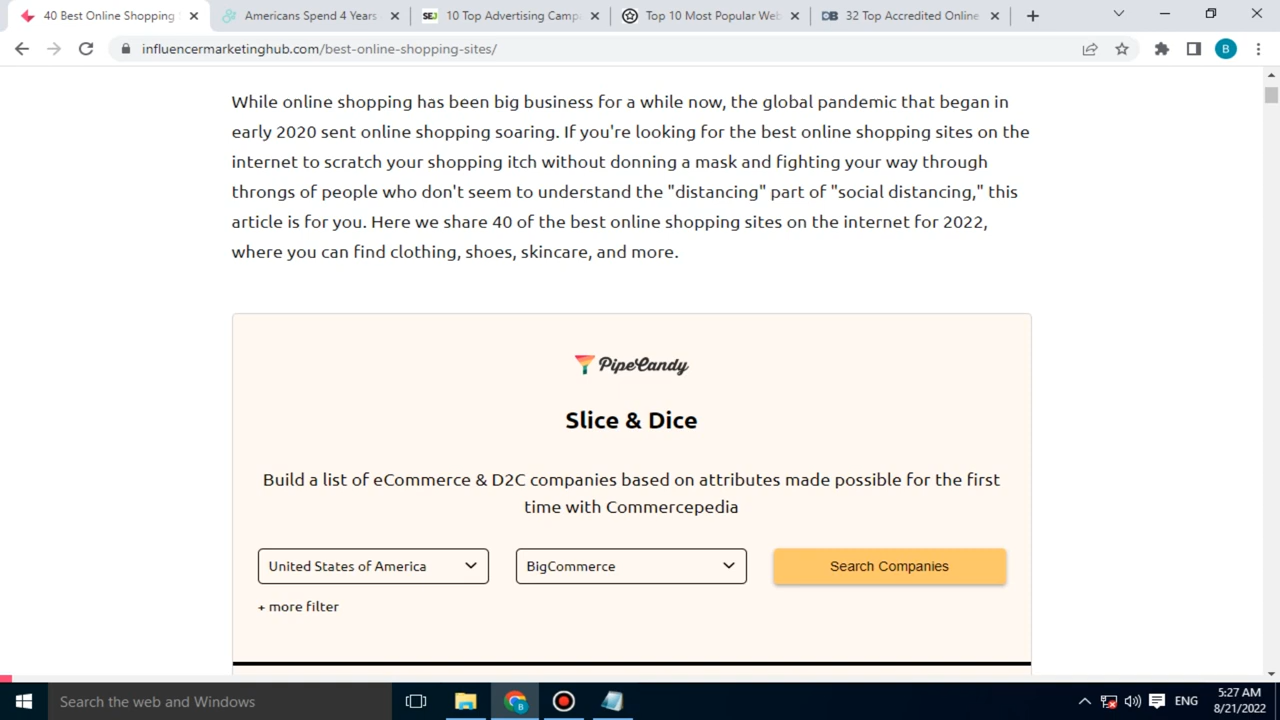 40 Best Online Shopping
Americans Spend 4 Years
SEJ
10 Top Advertising Camp
Top 10 Most Popular Web
DB
32 Top Accredited Online
influencermarketinghub.com/best-online-shopping-sites/
B
While online shopping has been big business for a while now, the global pandemic that began in
early 2020 sent online shopping soaring. If you're looking for the best online shopping sites on the
internet to scratch your shopping itch without donning a mask and fighting your way through
throngs of people who don't seem to understand the "distancing" part of "social distancing," this
article is for you. Here we share 40 of the best online shopping sites on the internet for 2022,
where you can find clothing, shoes, skincare, and more.
PipeCandy
Slice & Dice
Build a list of eCommerce & D2C companies based on attributes made possible for the first
time with Commercepedia
United States of America
BigCommerce
Search Companies
+ more filter
Search the web and Windows
B
ENG
5:27 AM
8/21/2022